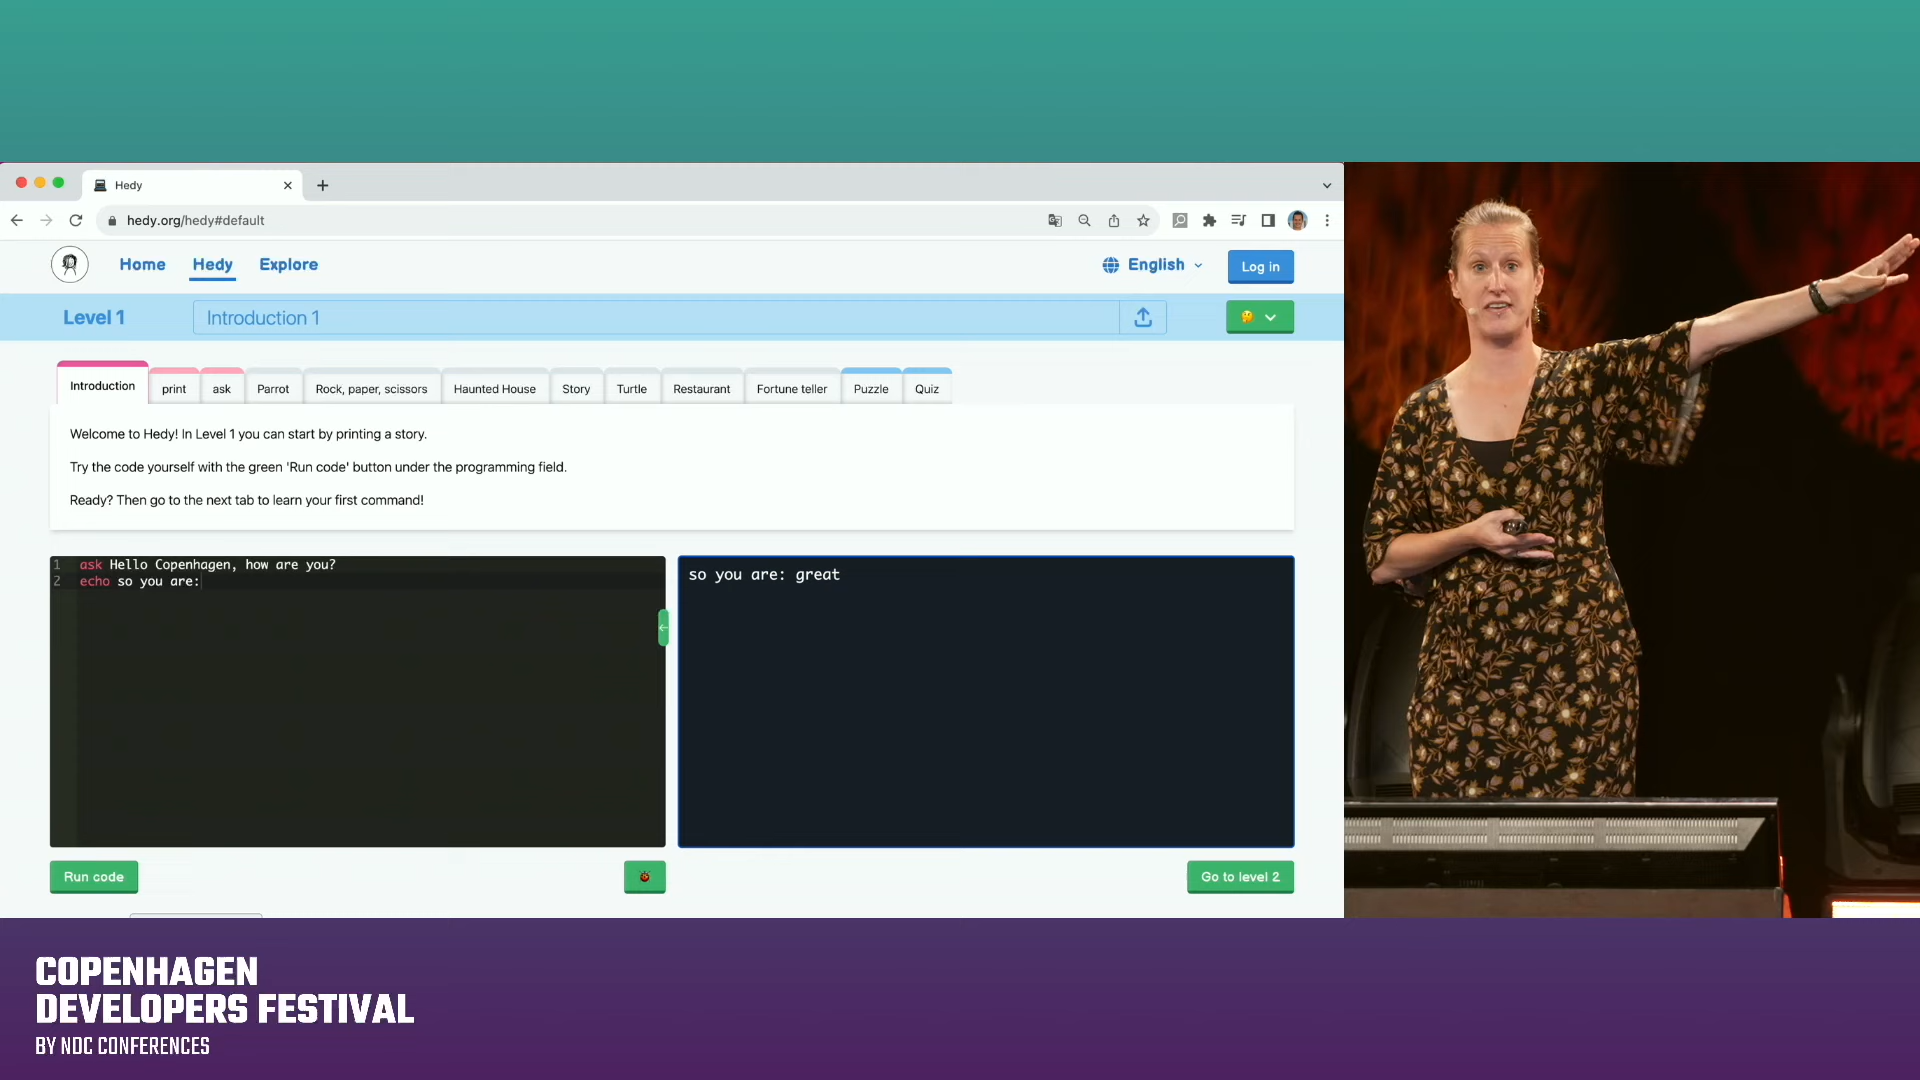 Hedy
hedy.org/hedy#default
Home Hedy Explore English Log in
Level 1 Introduction 1
Introduction print ask Parrot Rock, paper, scissors Haunted House Story Turtle Restaurant Fortune teller Puzzle Quiz
Welcome to Hedy! In Level 1 you can start by printing a story.
Try the code yourself with the green 'Run code' button under the programming field.
Ready? Then go to the next tab to learn your first command!
1 ask Hello Copenhagen, how are you?
2 echo so you are:
so you are: great
Run code
Go to level 2
COPENHAGEN
DEVELOPERS FESTIVAL
BY NDC CONFERENCES